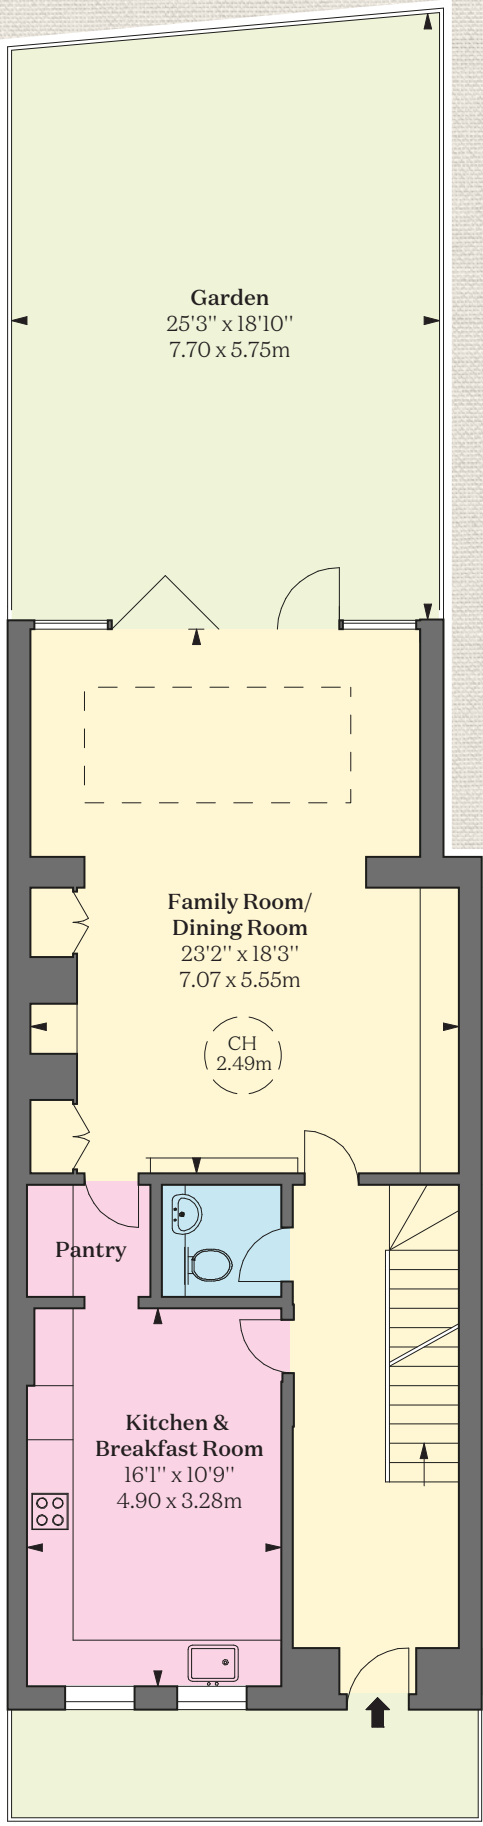 Garden
25'3" x 18'10"
7.70 x 5.75m
Family Room/
Dining Room
23'2" x 18'3"
7.07 x 5.55m
CH
2.49m
Pantry
Kitchen &
Breakfast Room
16'1" x 10'9"
4.90 x 3.28m